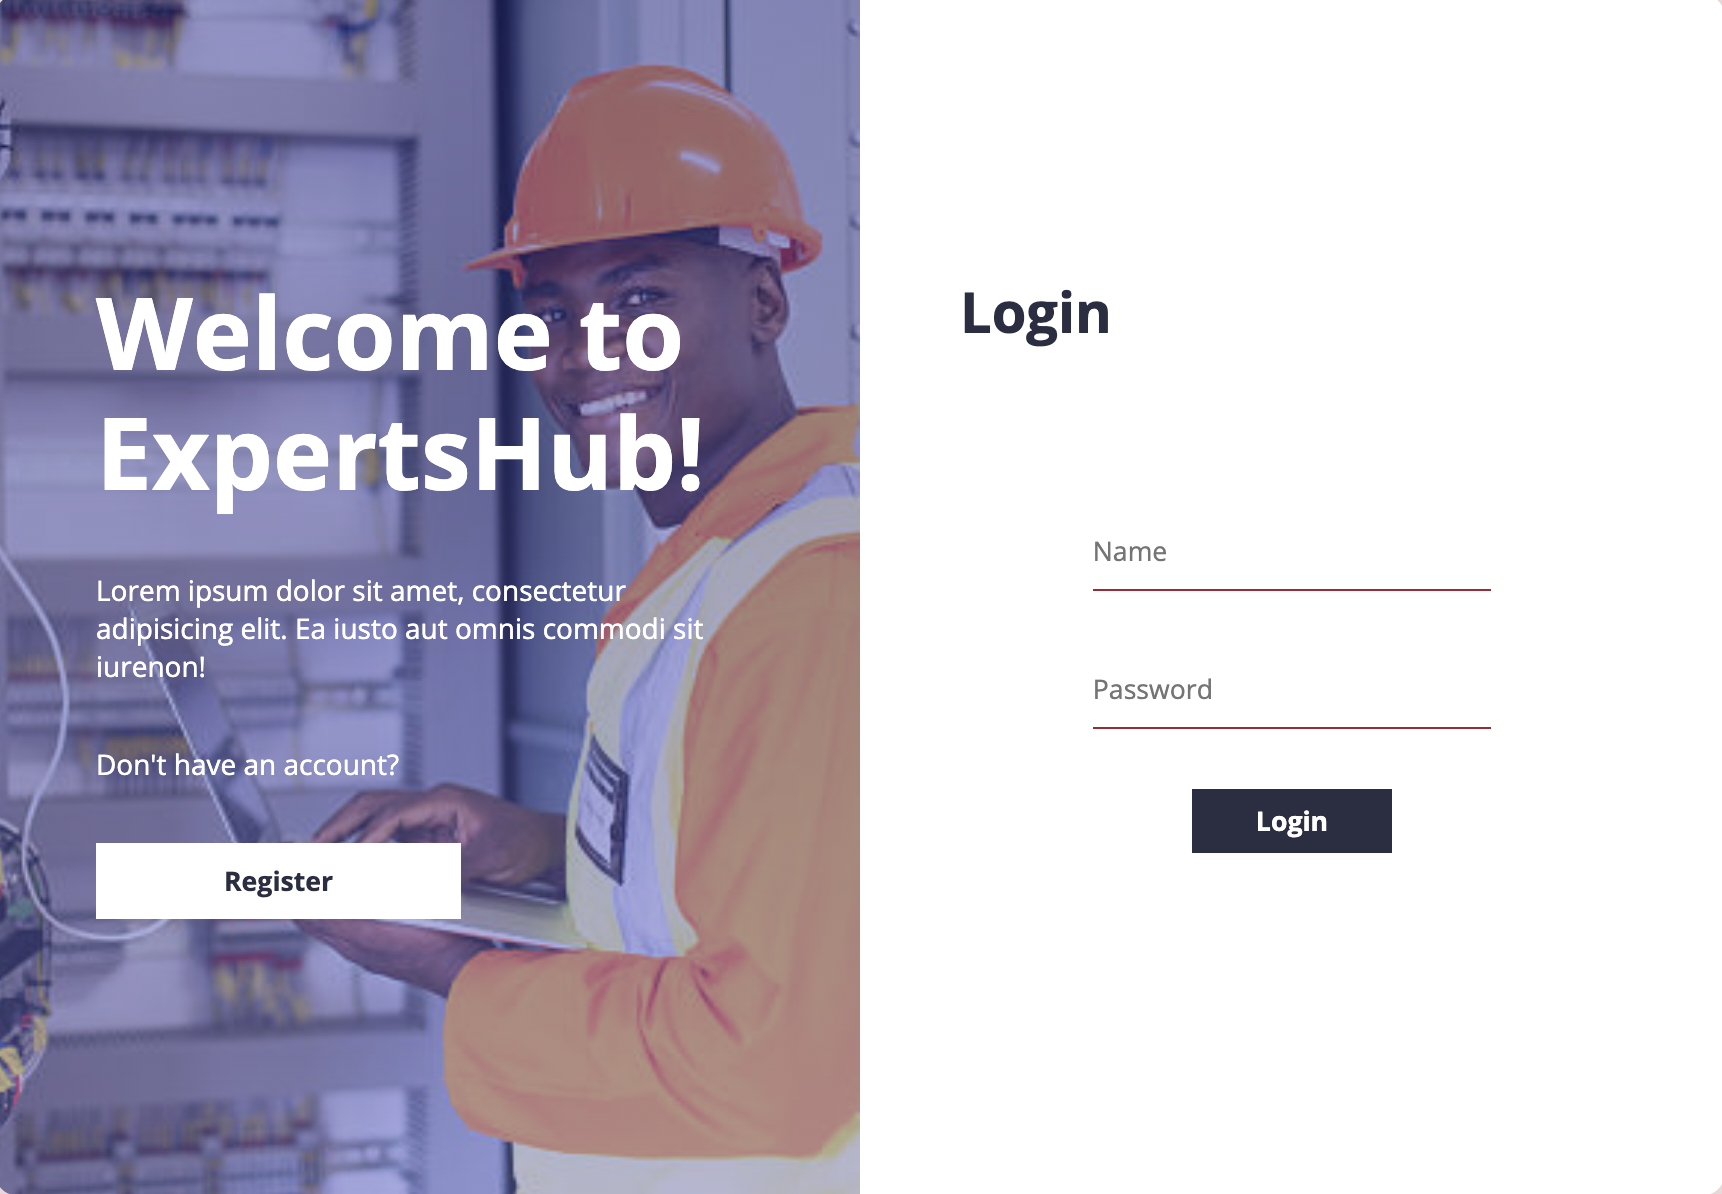 Welcome to
ExpertsHub!
Lorem ipsum dolor sit amet, consectetur
adipisicing elit. Ea iusto aut omnis commodi sit
iurenon!
Don't have an account?
Register
Login
Name
Password
Login